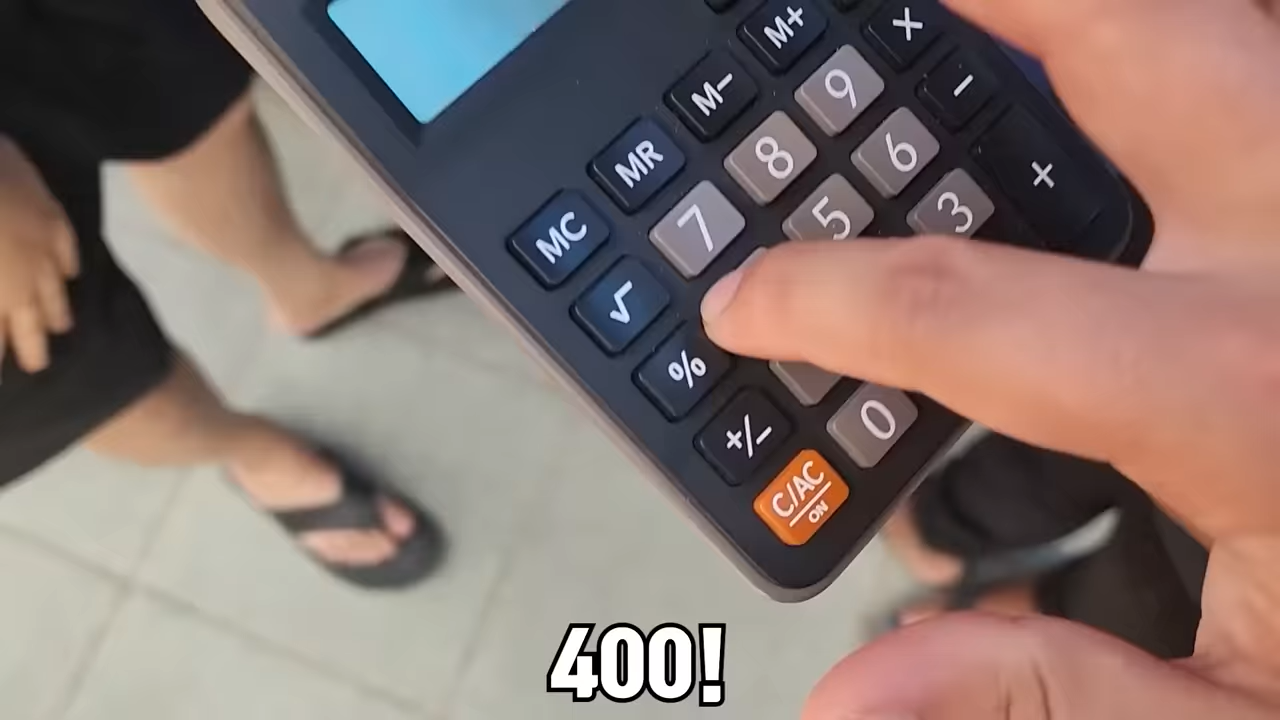 M+ ×
M− 9 −
MR 8 6 +
MC 7 5 3
√
%
+/− 0
C/AC
ON
400!